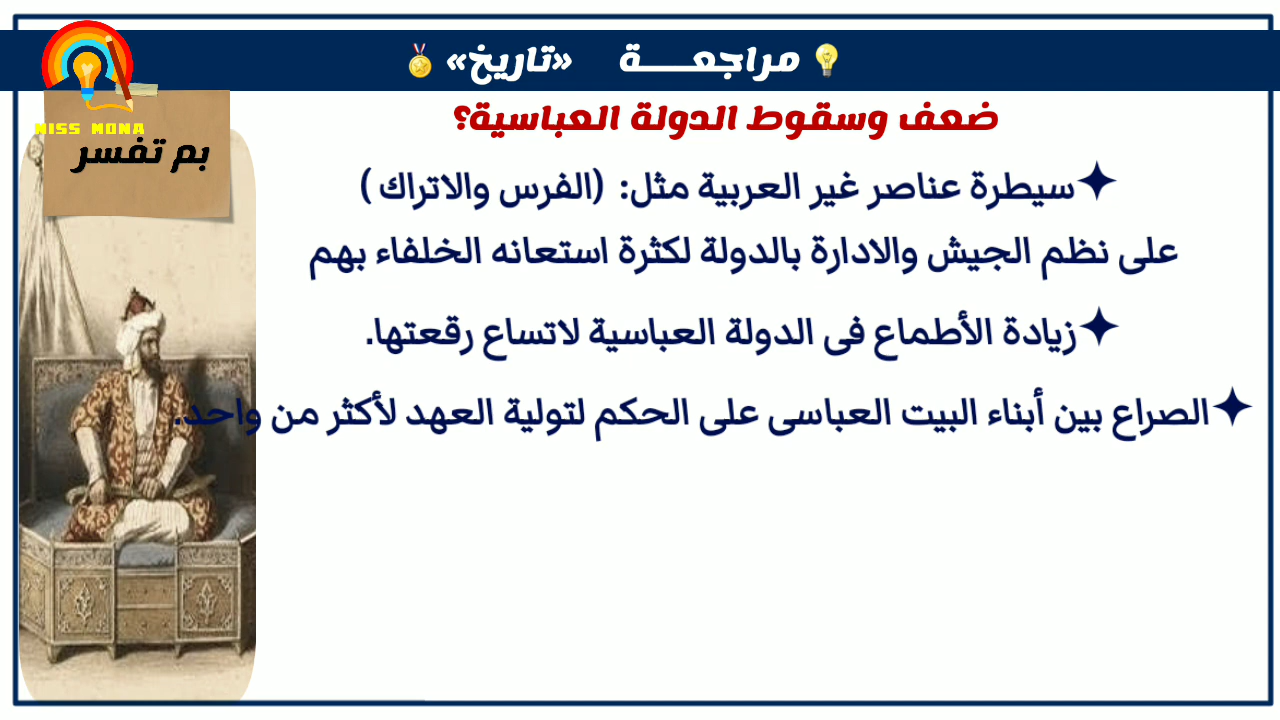 مراجعـــــة «تاريخ»
MISS MONA
بم تفسر
ضعف وسقوط الدولة العباسية؟
سيطرة عناصر غير العربية مثل: (الفرس والاتراك )
على نظم الجيش والادارة بالدولة لكثرة استعانه الخلفاء بهم
زيادة الأطماع فى الدولة العباسية لاتساع رقعتها.
الصراع بين أبناء البيت العباسى على الحكم لتولية العهد لأكثر من واحد.